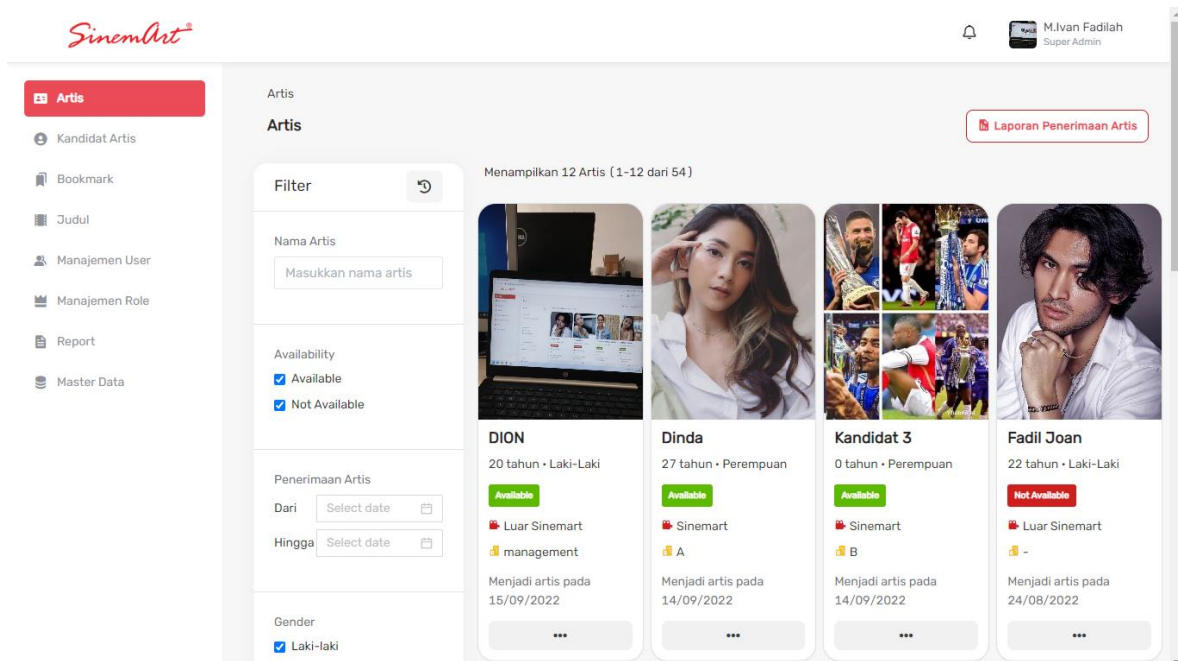 SinemArt®
M.Ivan Fadilah
Super Admin
Artis
Kandidat Artis
Bookmark
Judul
Manajemen User
Manajemen Role
Report
Master Data
Artis
Artis
Laporan Penerimaan Artis
Filter
Nama Artis
Masukkan nama artis
Availability
Available
Not Available
Penerimaan Artis
Dari Select date
Hingga Select date
Gender
Laki-laki
Menampilkan 12 Artis (1-12 dari 54)
DION
20 tahun • Laki-Laki
Available
Luar Sinemart
management
Menjadi artis pada
15/09/2022
•••
Dinda
27 tahun • Perempuan
Available
Sinemart
A
Menjadi artis pada
14/09/2022
•••
Kandidat 3
0 tahun • Perempuan
Available
Sinemart
B
Menjadi artis pada
14/09/2022
•••
Fadil Joan
22 tahun • Laki-Laki
Not Available
Luar Sinemart
-
Menjadi artis pada
24/08/2022
•••